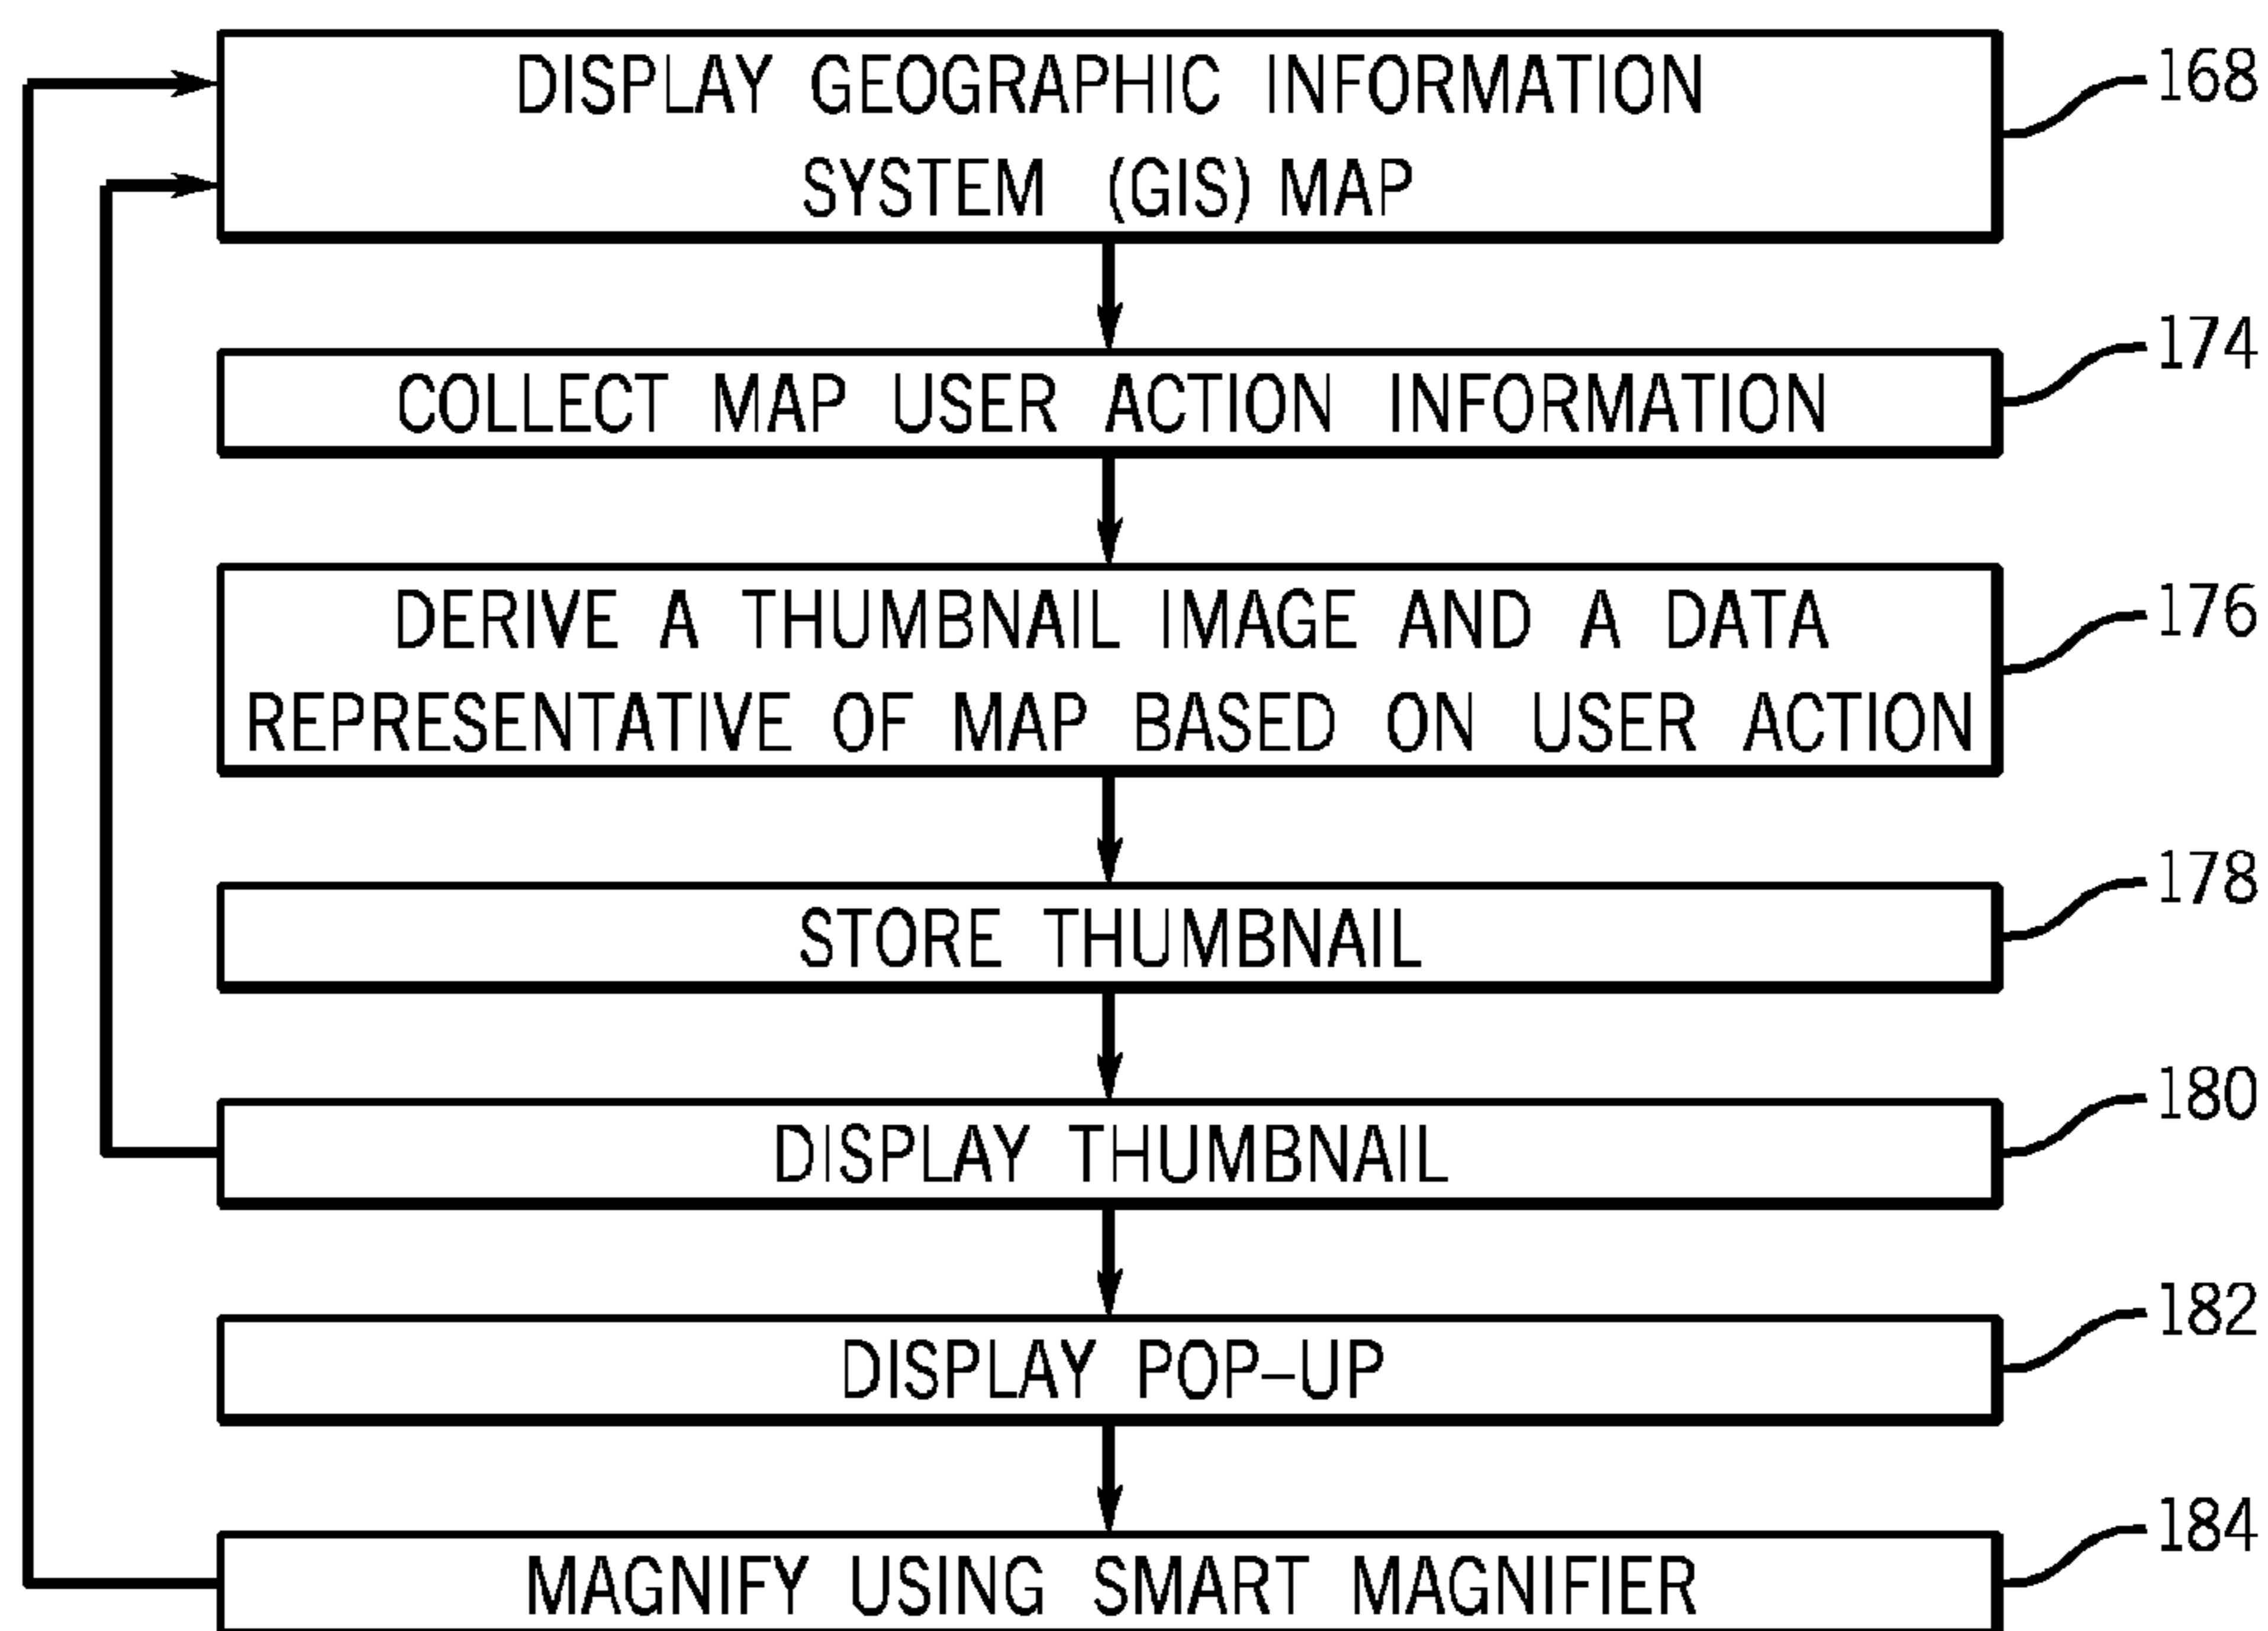 DISPLAY GEOGRAPHIC INFORMATION
SYSTEM (GIS) MAP
168
COLLECT MAP USER ACTION INFORMATION
174
DERIVE A THUMBNAIL IMAGE AND A DATA
REPRESENTATIVE OF MAP BASED ON USER ACTION
176
STORE THUMBNAIL
178
DISPLAY THUMBNAIL
180
DISPLAY POP-UP
182
MAGNIFY USING SMART MAGNIFIER
184